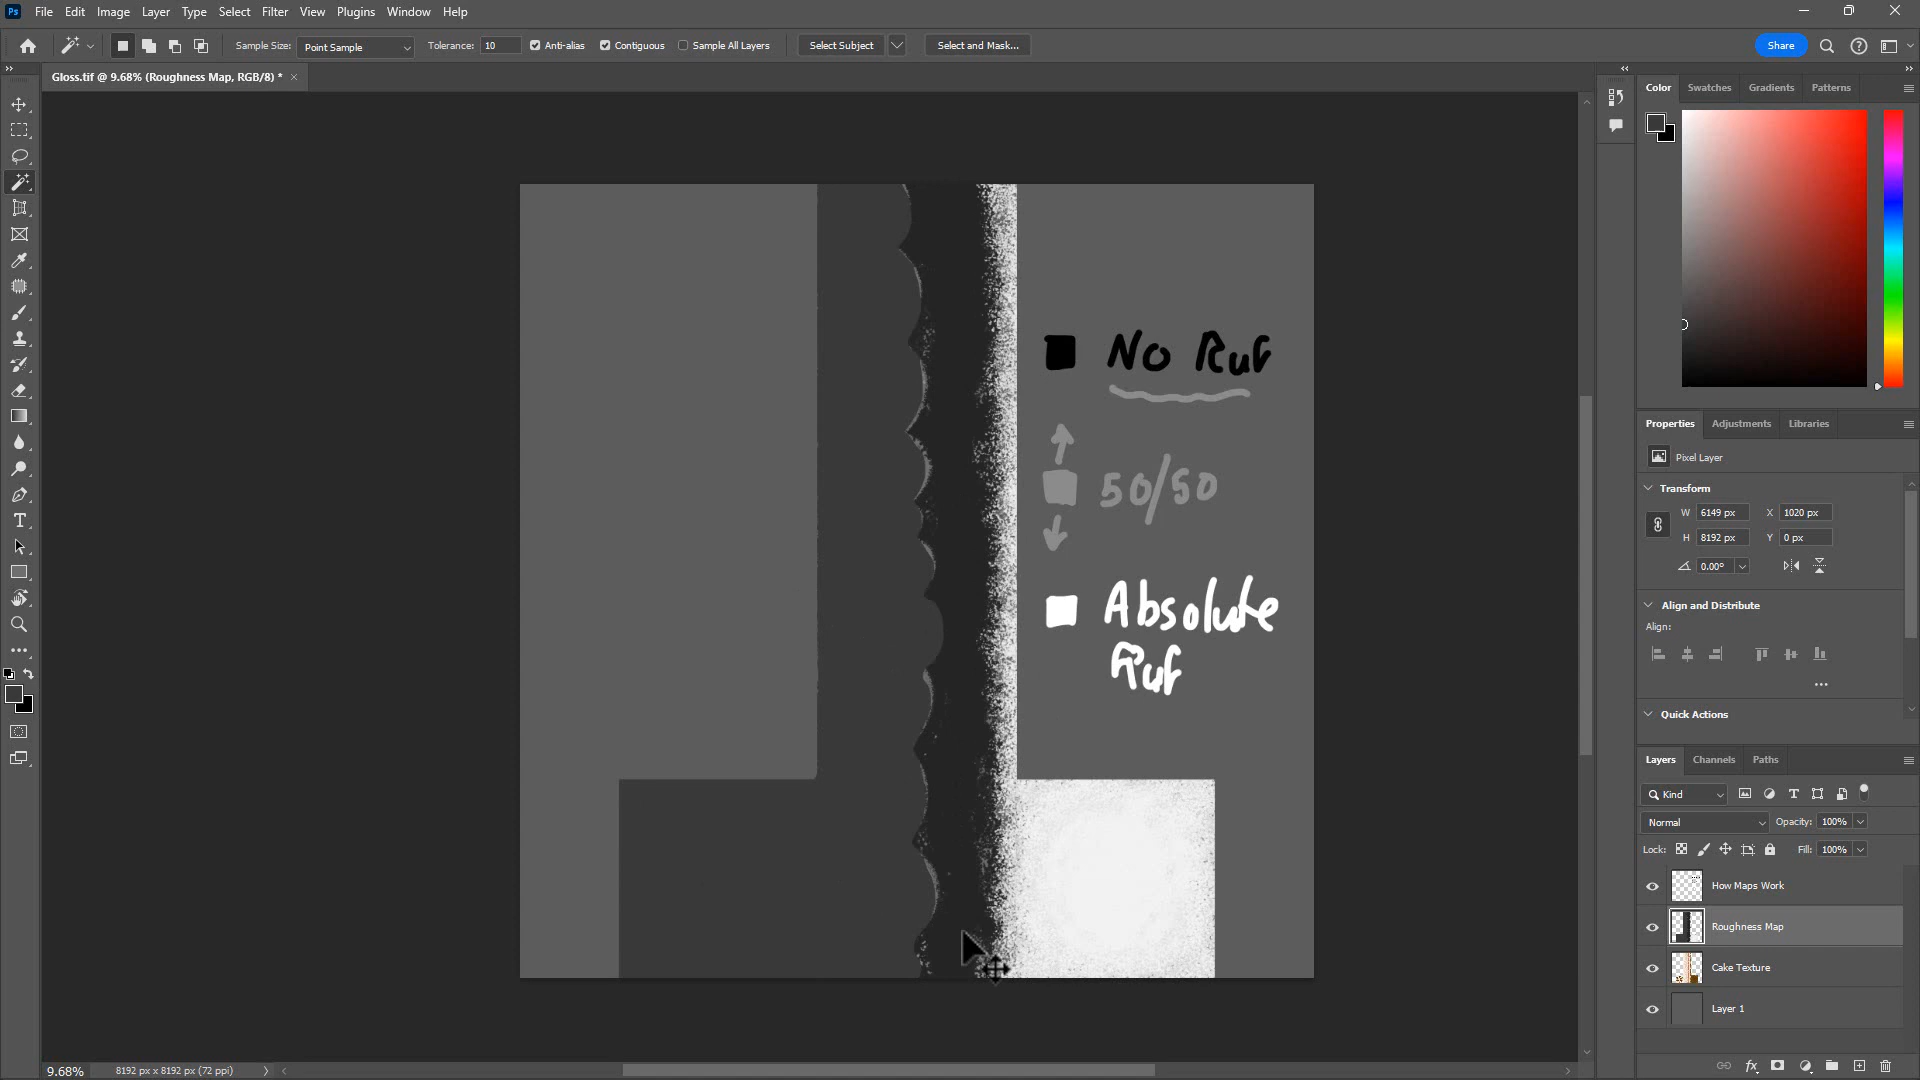 Ps File Edit Image Layer Type Select Filter View Plugins Window Help
Sample Size: Point Sample Tolerance: 10 Anti-alias Contiguous Sample All Layers Select Subject Select and Mask... Share
Gloss.tif @ 9.68% (Roughness Map, RGB/8) *
Color Swatches Gradients Patterns
No Ruf
50/50
Absolute
Ruf
Properties Adjustments Libraries
Pixel Layer
Transform
W 6149 px X 1020 px
H 8192 px Y 0 px
0.00°
Align and Distribute
Align:
Quick Actions
Layers Channels Paths
Kind
Normal Opacity: 100%
Lock: Fill: 100%
How Maps Work
Roughness Map
Cake Texture
Layer 1
9.68% 8192 px x 8192 px (72 ppi)